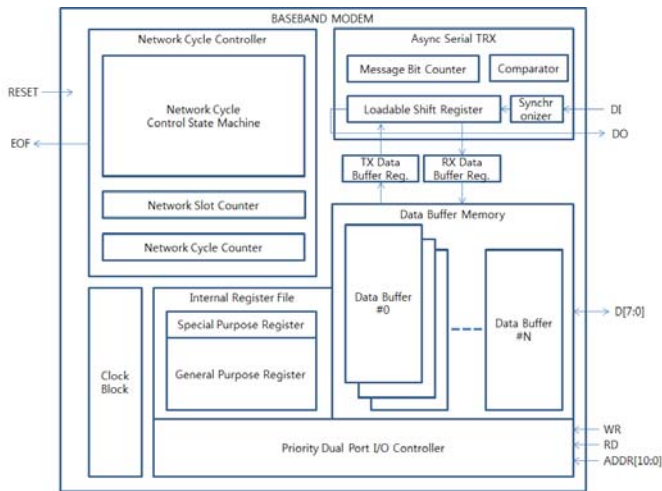 BASEBAND MODEM
Network Cycle Controller
Network Cycle
Control State Machine
Network Slot Counter
Network Cycle Counter
Async Serial TRX
Message Bit Counter
Comparator
Loadable Shift Register
Synchr
onizer
RESET
EOF
DI
DO
TX Data
Buffer Reg.
RX Data
Buffer Reg.
Data Buffer Memory
Data Buffer
#0
Data Buffer
#N
D[7:0]
Internal Register File
Special Purpose Register
General Purpose Register
Clock
Block
Priority Dual Port I/O Controller
WR
RD
ADDR[10:0]